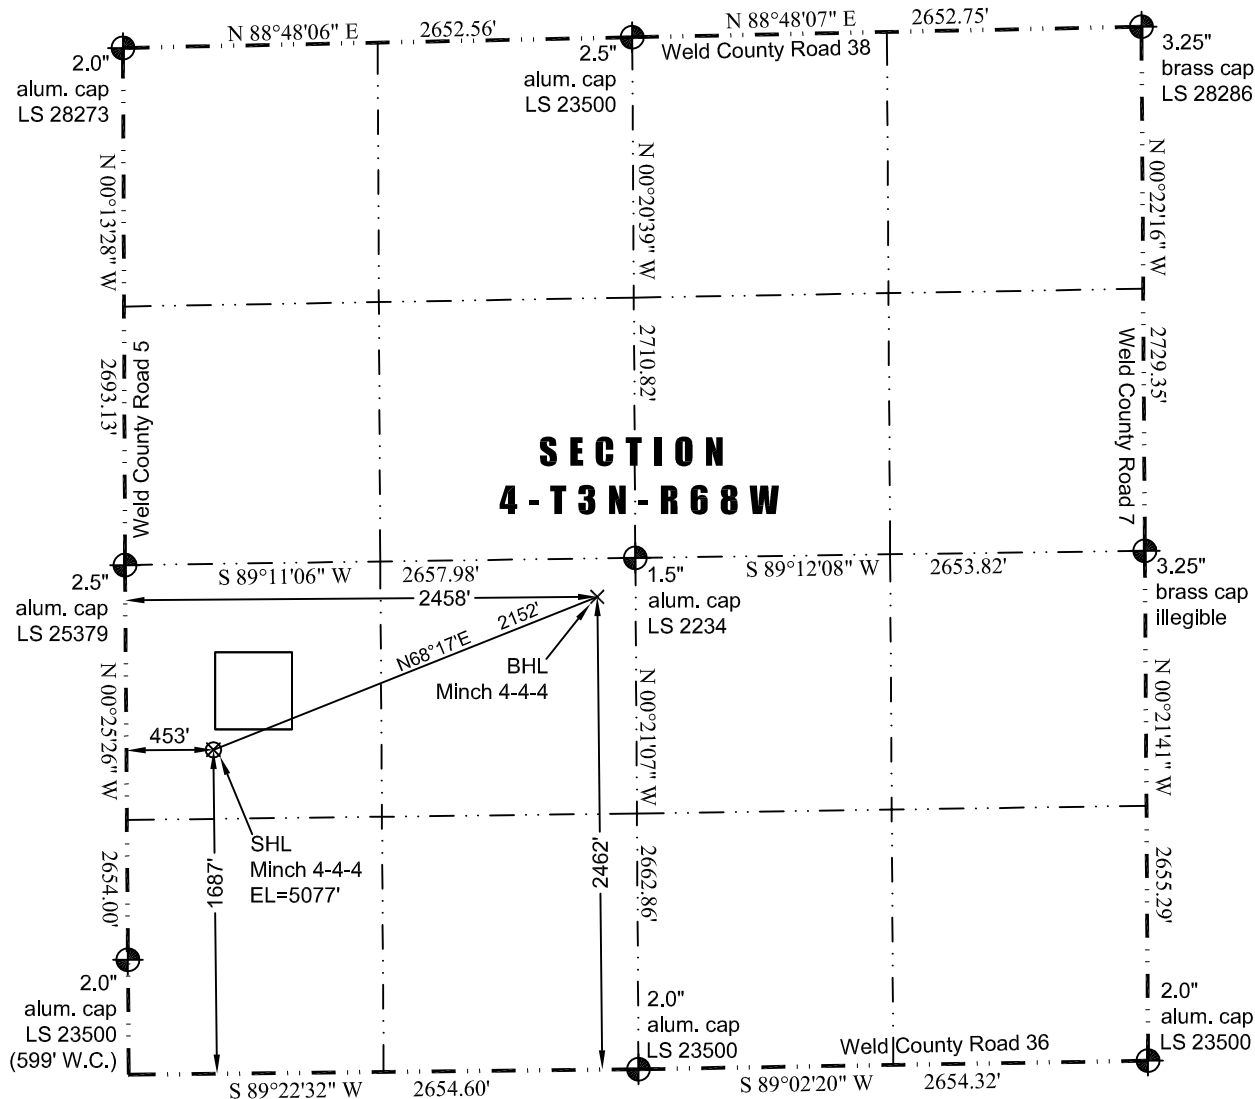 N 88°48'06" E 2652.56'
N 88°48'07" E 2652.75'
Weld County Road 38
2.0"
alum. cap
LS 28273
2.5"
alum. cap
LS 23500
3.25"
brass cap
LS 28286
N 00°13'28" W 2693.13'
Weld County Road 5
N 00°20'39" W 2710.82'
N 00°22'16" W 2729.35'
Weld County Road 7
SECTION
4-T3N-R68W
S 89°11'06" W 2657.98'
S 89°12'08" W 2653.82'
2.5"
alum. cap
LS 25379
1.5"
alum. cap
LS 2234
3.25"
brass cap
illegible
2458'
N68°17'E 2152'
BHL
Minch 4-4-4
453'
SHL
Minch 4-4-4
EL=5077'
1687'
2462'
N 00°25'26" W 2654.00'
N 00°21'07" W 2662.86'
N 00°21'41" W 2655.29'
2.0"
alum. cap
LS 23500
(599' W.C.)
2.0"
alum. cap
LS 23500
2.0"
alum. cap
LS 23500
Weld County Road 36
S 89°22'32" W 2654.60'
S 89°02'20" W 2654.32'